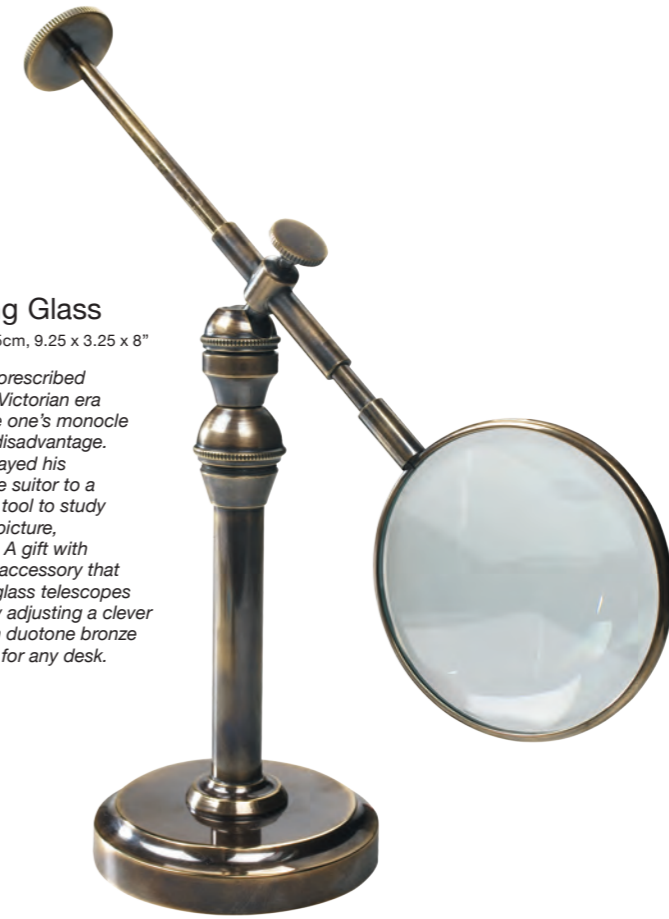 g Glass
5cm, 9.25 x 3.25 x 8”
prescribed
Victorian era
e one’s monocle
disadvantage.
ayed his
e suitor to a
tool to study
picture,
A gift with
accessory that
glass telescopes
y adjusting a clever
n duotone bronze
for any desk.